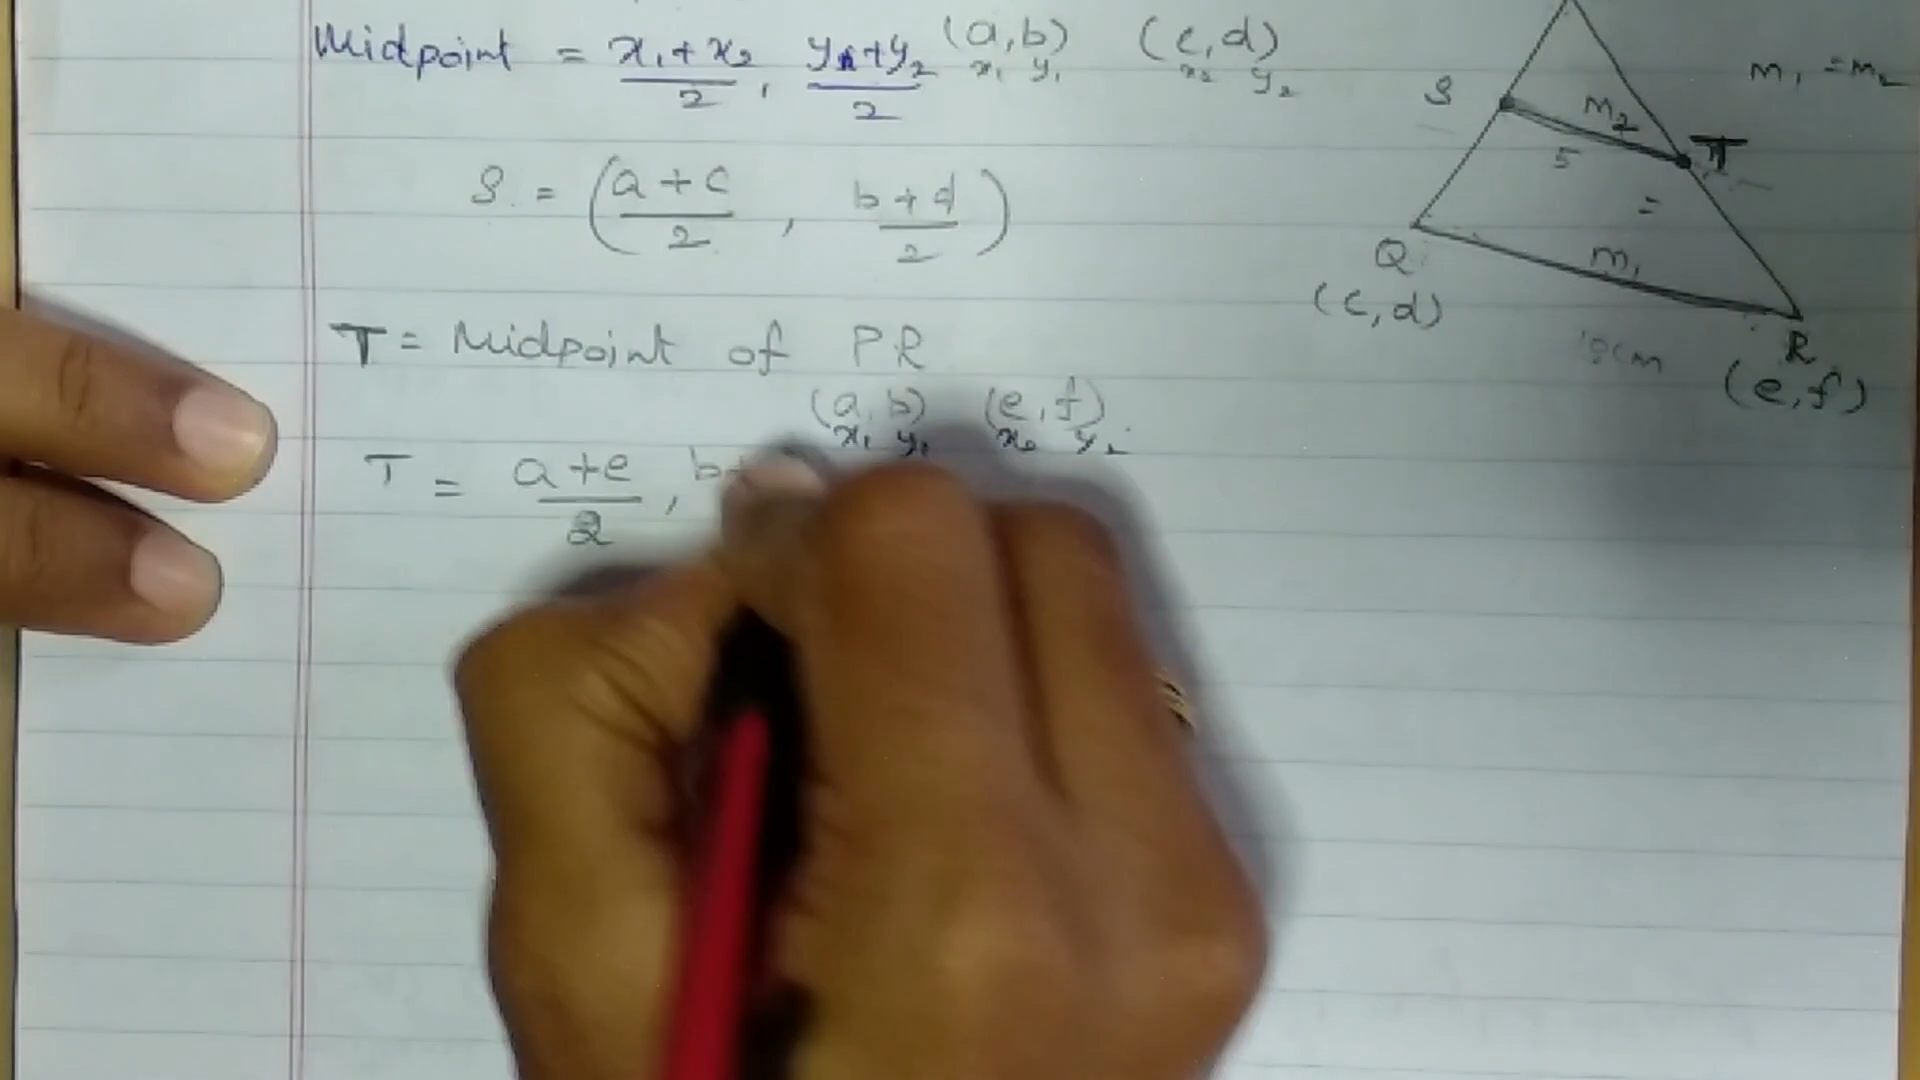 Midpoint = x₁+x₂/2, y₁+y₂/2 (a,b) (c,d)
x₁ y₁ x₂ y₂
S = (a+c/2, b+d/2)
T = Midpoint of PR
(a,b) (e,f)
x₁ y₁ x₂ y₂
T = a+e/2, b+
m₁ = m₂
S
m₂
T
5
=
Q
m₁
(c,d)
R
(e,f)